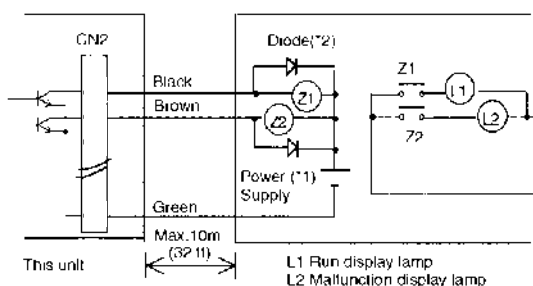 CN2
Diode(*2)
Black
Z1
Z1
L1
Brown
Z2
L2
Z2
Power (*1)
Supply
Green
Max.10m
(32 ft)
This unit
L1 Run display lamp
L2 Malfunction display lamp